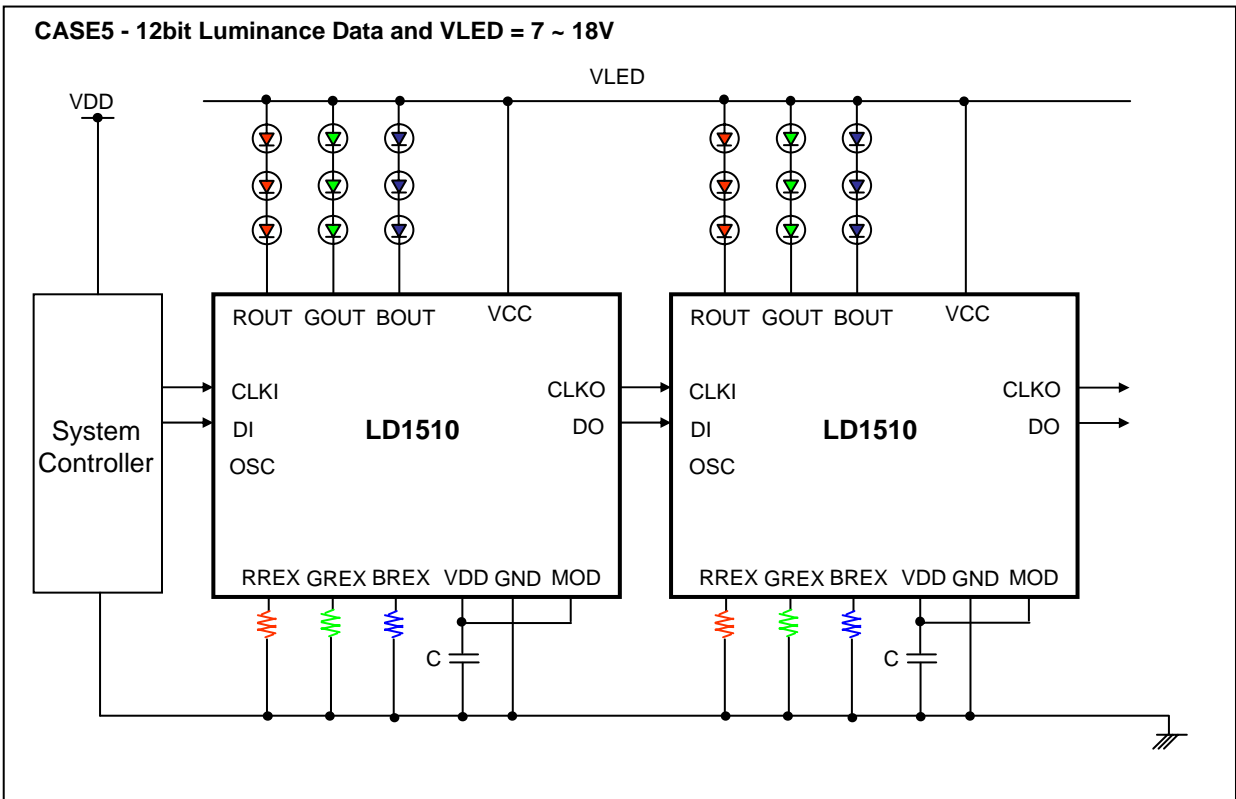 CASE5 - 12bit Luminance Data and VLED = 7 ~ 18V
VLED
VDD
ROUT GOUT BOUT VCC
ROUT GOUT BOUT VCC
CLKI CLKO
CLKI CLKO
System
Controller
DI LD1510 DO
DI LD1510 DO
OSC
OSC
RREX GREX BREX VDD GND MOD
RREX GREX BREX VDD GND MOD
C
C